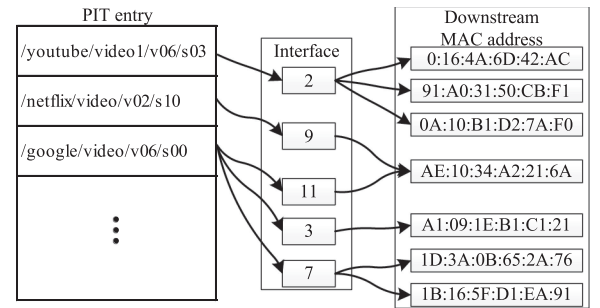 PIT entry
/youtube/video1/v06/s03
/netflix/video/v02/s10
/google/video/v06/s00
Interface
2
9
11
3
7
Downstream
MAC address
0:16:4A:6D:42:AC
91:A0:31:50:CB:F1
0A:10:B1:D2:7A:F0
AE:10:34:A2:21:6A
A1:09:1E:B1:C1:21
1D:3A:0B:65:2A:76
1B:16:5F:D1:EA:91